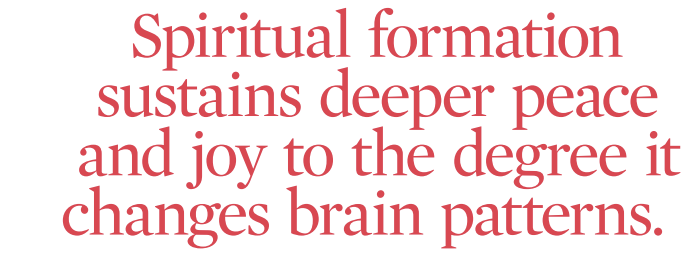 Spiritual formation
sustains deeper peace
and joy to the degree it
changes brain patterns.